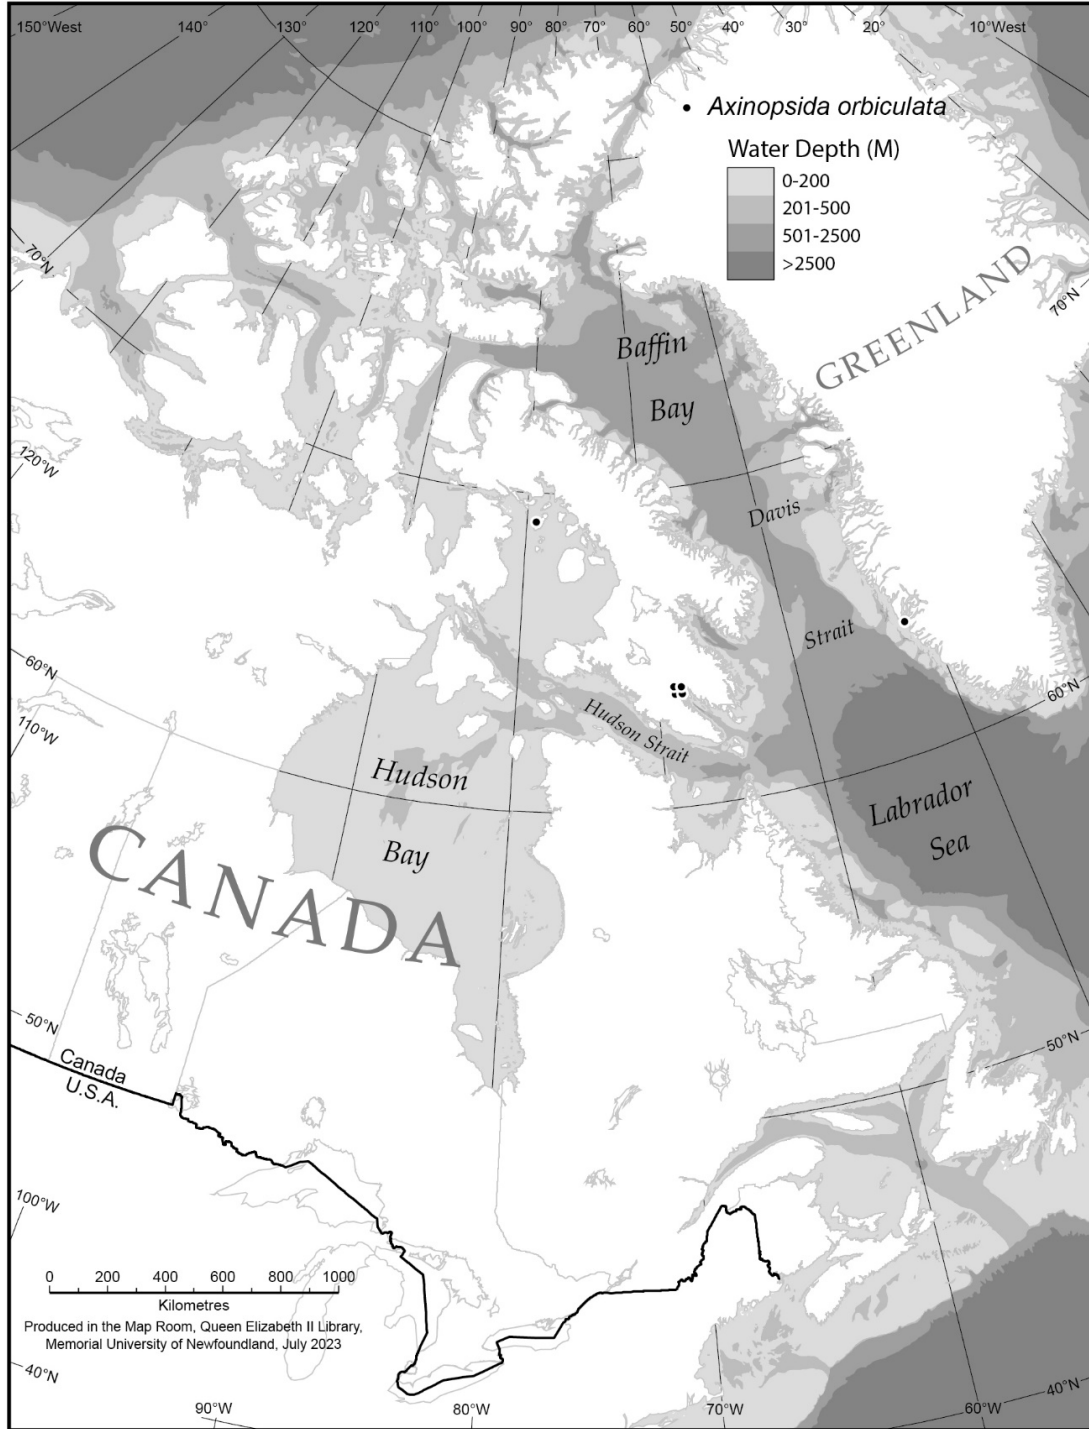 150°West
140°
130°
120°
110°
100°
90°
80°
70°
60°
50°
40°
30°
20°
10°West
Axinopsida orbiculata
Water Depth (M)
0-200
201-500
501-2500
>2500
70°N
GREENLAND
70°N
Baffin
Bay
120°W
Davis
Strait
60°N
60°N
110°W
Hudson Strait
Hudson
Bay
Labrador
Sea
CANADA
50°N
50°N
Canada
U.S.A.
100°W
0 200 400 600 800 1000
Kilometres
Produced in the Map Room, Queen Elizabeth II Library,
Memorial University of Newfoundland, July 2023
40°N
40°N
90°W
80°W
70°W
60°W